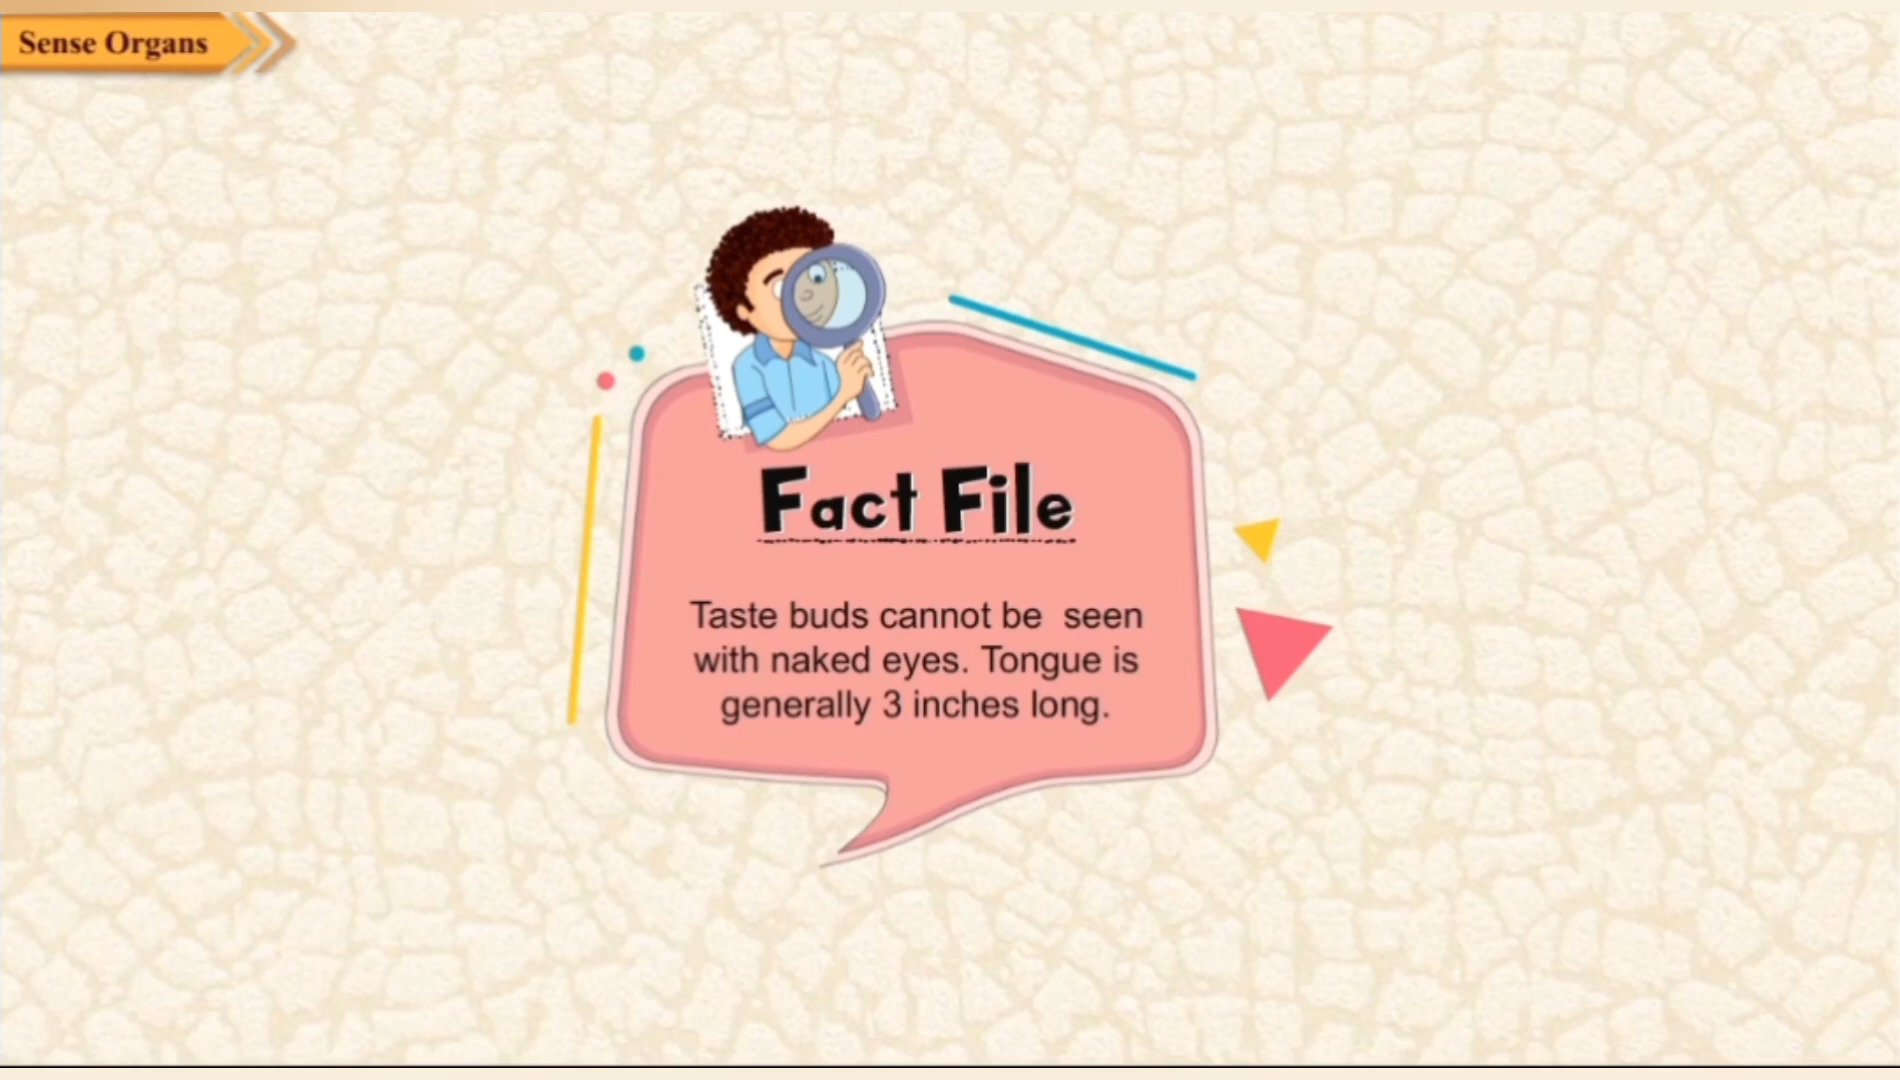 Sense Organs
Fact File
Taste buds cannot be  seen
with naked eyes. Tongue is
generally 3 inches long.